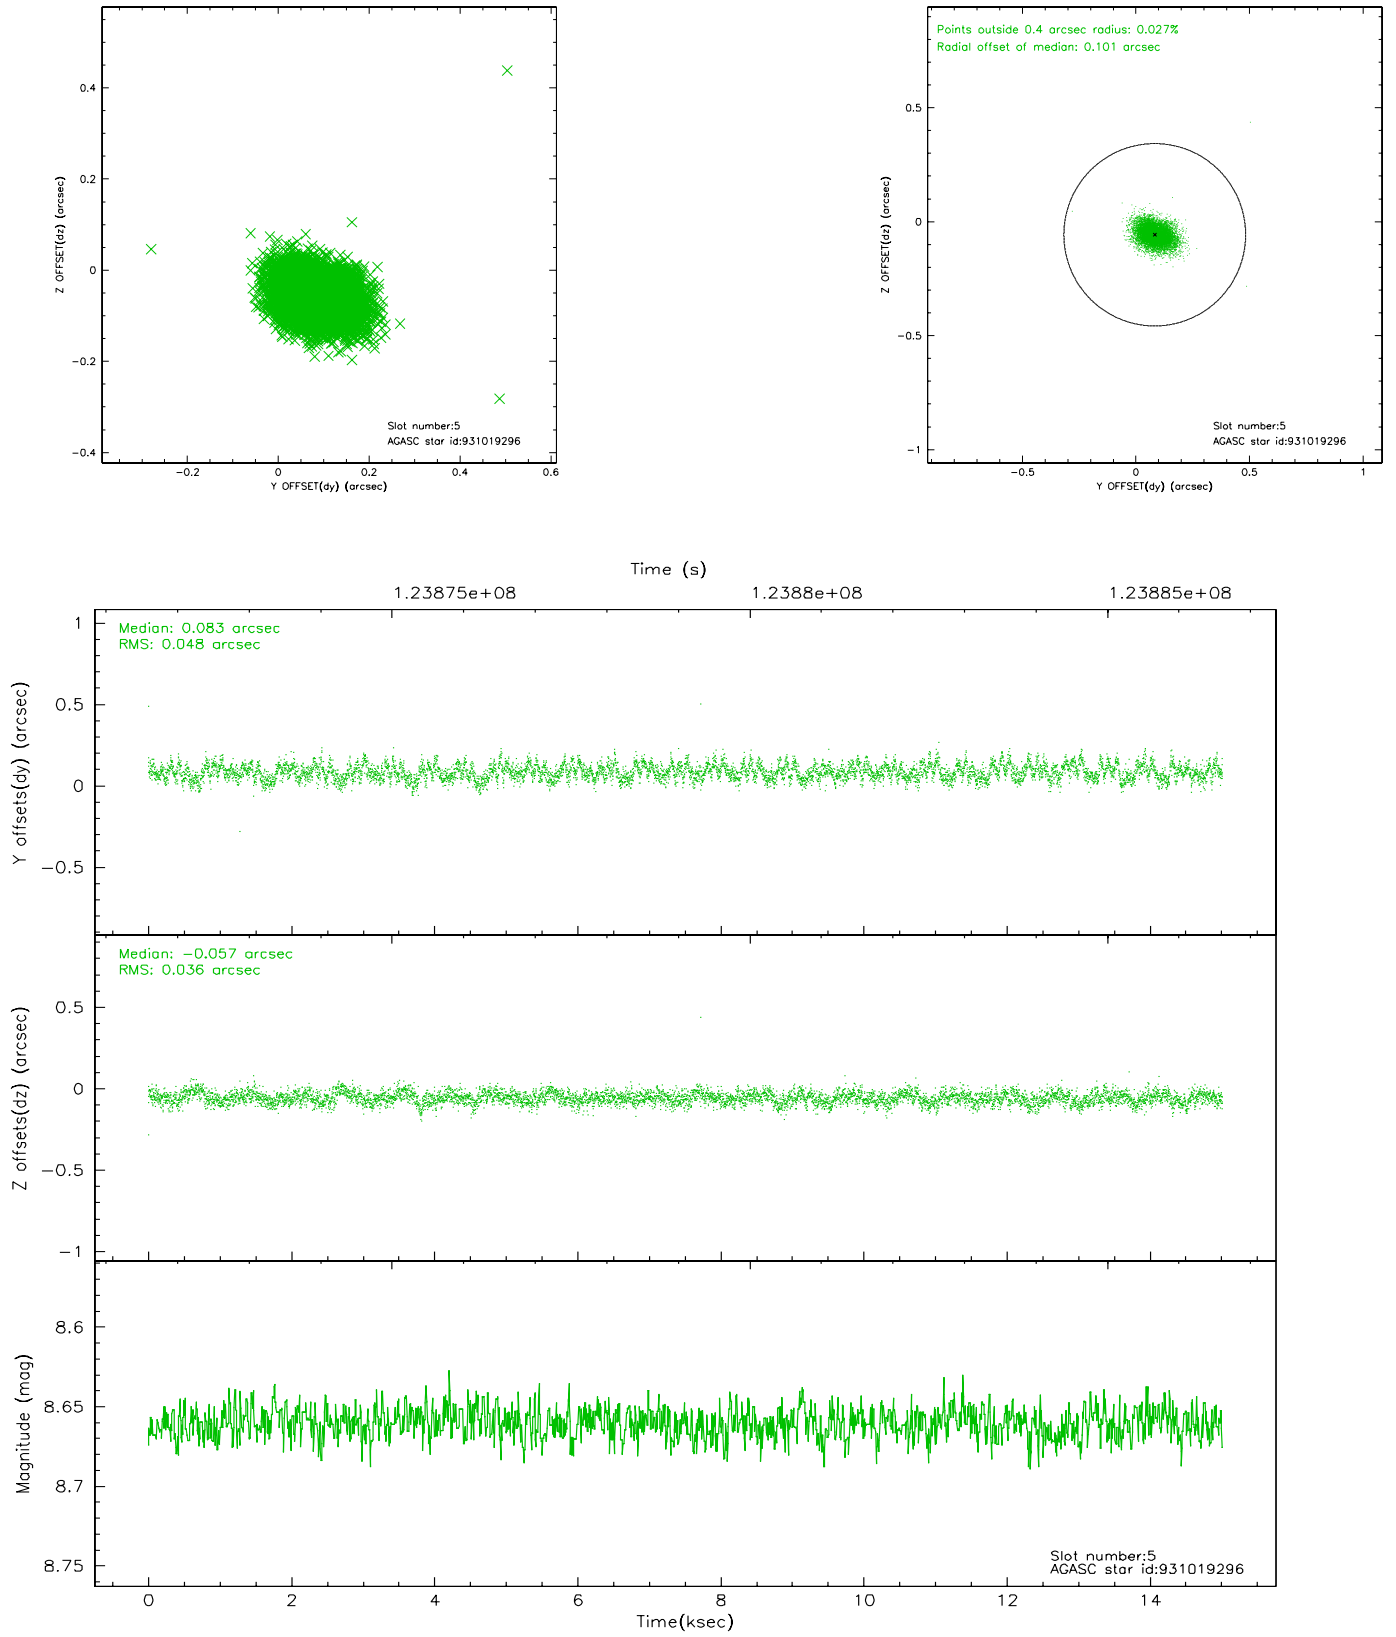 Points outside 0.4 arcsec radius: 0.027%
Radial offset of median: 0.101 arcsec
0.4
0.2
0
−0.2
−0.4
Z OFFSET(dz) (arcsec)
Slot number:5
AGASC star id:931019296
−0.2
0
0.2
0.4
0.6
Y OFFSET(dy) (arcsec)
0.5
0
−0.5
−1
Z OFFSET(dz) (arcsec)
Slot number:5
AGASC star id:931019296
−0.5
0
0.5
1
Y OFFSET(dy) (arcsec)
Time (s)
1.23875e+08
1.2388e+08
1.23885e+08
Median: 0.083 arcsec
RMS: 0.048 arcsec
1
0.5
0
−0.5
Y offsets(dy) (arcsec)
Median: −0.057 arcsec
RMS: 0.036 arcsec
0.5
0
−0.5
−1
Z offsets(dz) (arcsec)
8.6
8.65
8.7
8.75
Magnitude (mag)
Slot number:5
AGASC star id:931019296
0
2
4
6
8
10
12
14
Time(ksec)